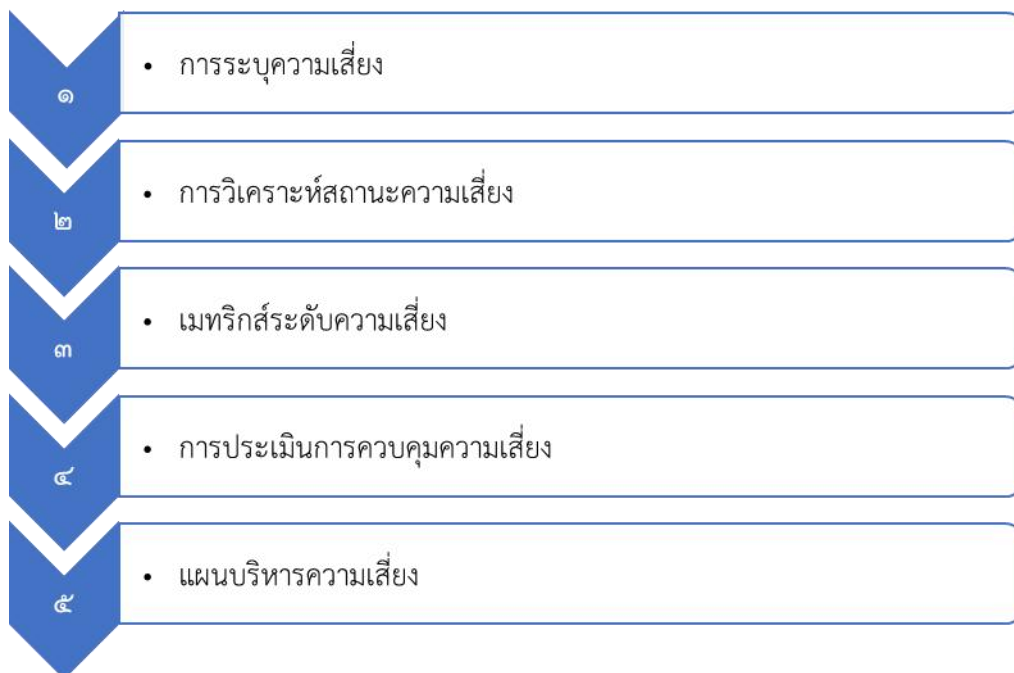 ๑
• การระบุความเสี่ยง
๒
• การวิเคราะห์สถานะความเสี่ยง
๓
• เมทริกส์ระดับความเสี่ยง
๔
• การประเมินการควบคุมความเสี่ยง
๕
• แผนบริหารความเสี่ยง